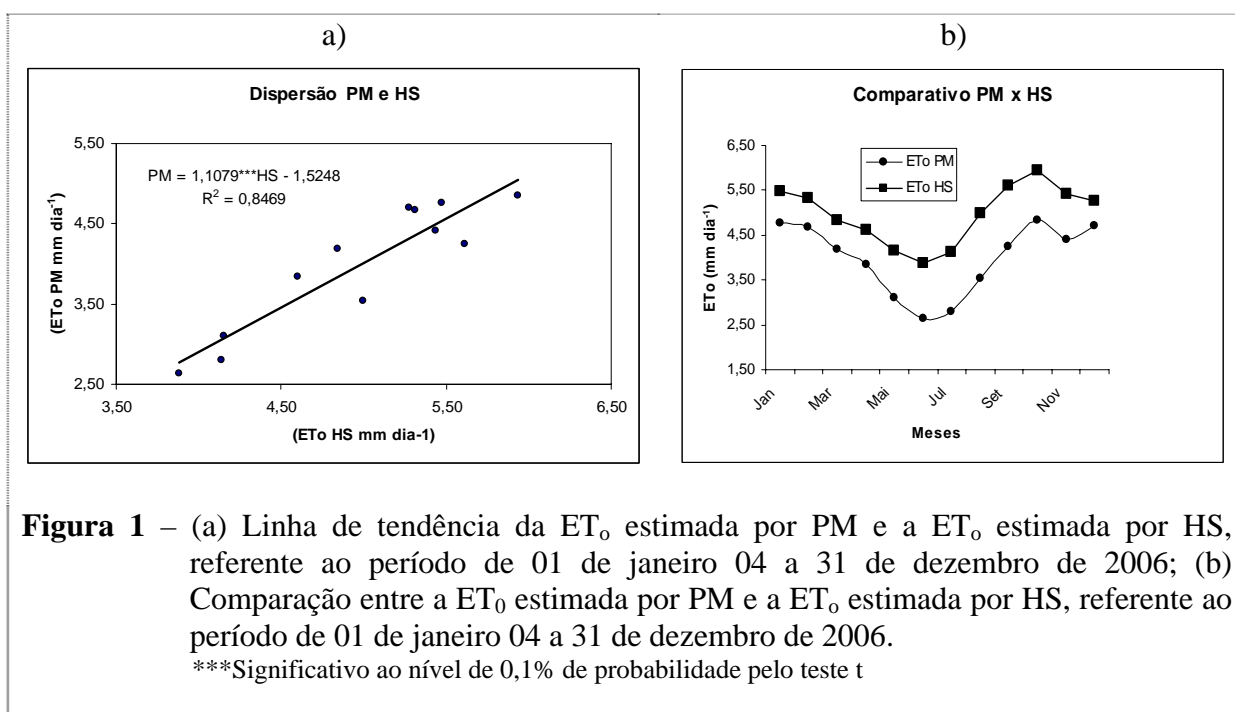 a)
Dispersão PM e HS
5,50
4,50
3,50
2,50
(ETo PM mm dia-1)
PM = 1,1079***HS - 1,5248
R2 = 0,8469
3,50 4,50 5,50 6,50
(ETo HS mm dia-1)
b)
Comparativo PM x HS
6,50
5,50
4,50
3,50
2,50
1,50
ETo (mm dia-1)
ETo PM
ETo HS
Jan Mar Mai Jul Set Nov
Meses
Figura 1 – (a) Linha de tendência da ETo estimada por PM e a ETo estimada por HS,
referente ao período de 01 de janeiro 04 a 31 de dezembro de 2006; (b)
Comparação entre a ET0 estimada por PM e a ETo estimada por HS, referente ao
período de 01 de janeiro 04 a 31 de dezembro de 2006.
***Significativo ao nível de 0,1% de probabilidade pelo teste t